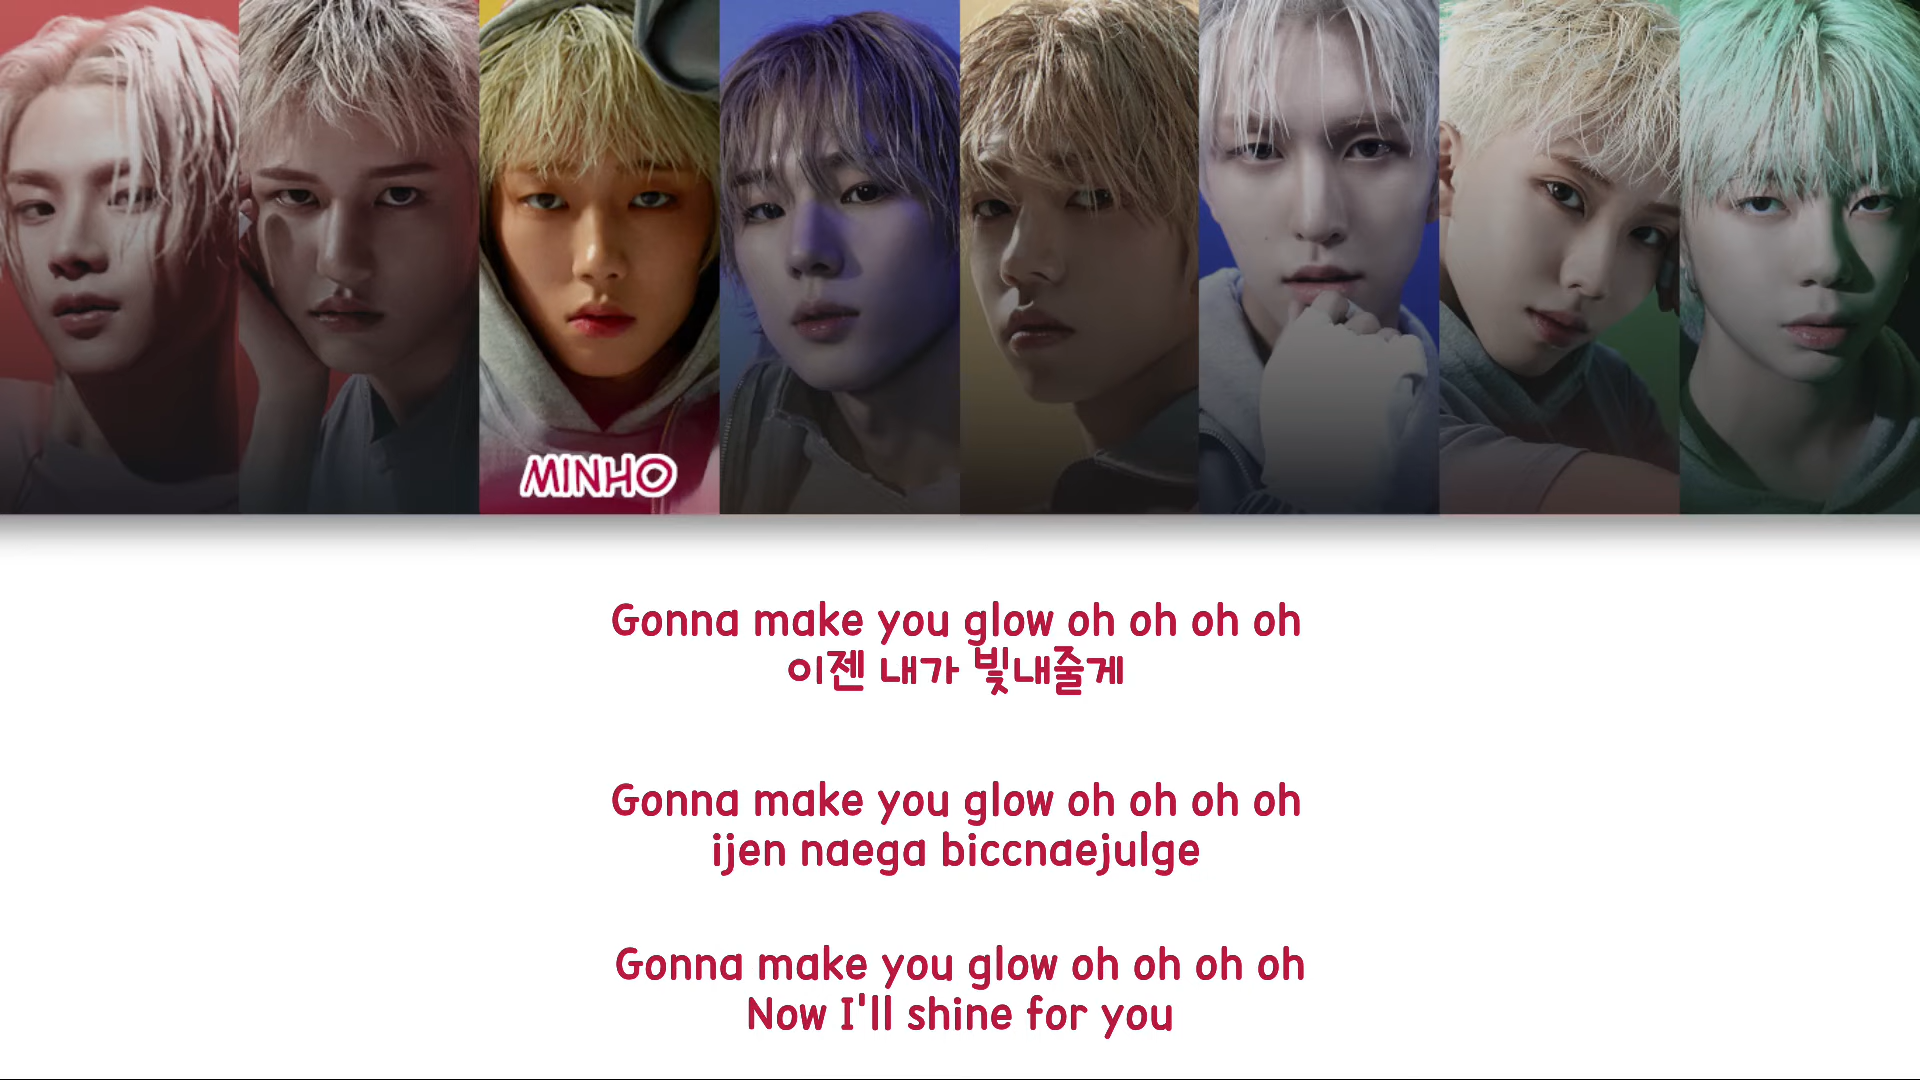 MINHO
Gonna make you glow oh oh oh oh
이젠 내가 빛내줄게
Gonna make you glow oh oh oh oh
ijen naega biccnaejulge
Gonna make you glow oh oh oh oh
Now I'll shine for you